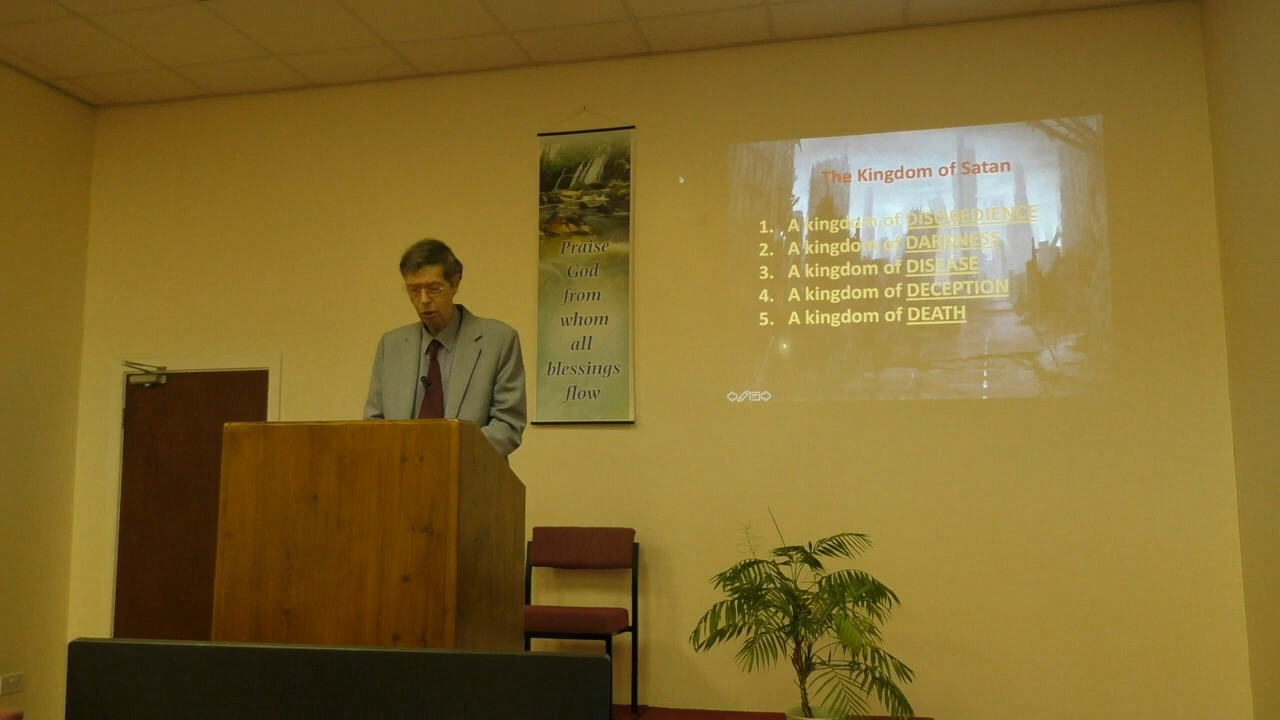 Praise
God
from
whom
all
blessings
flow
The Kingdom of Satan
1. A kingdom of DISOBEDIENCE
2. A kingdom of DARKNESS
3. A kingdom of DISEASE
4. A kingdom of DECEPTION
5. A kingdom of DEATH